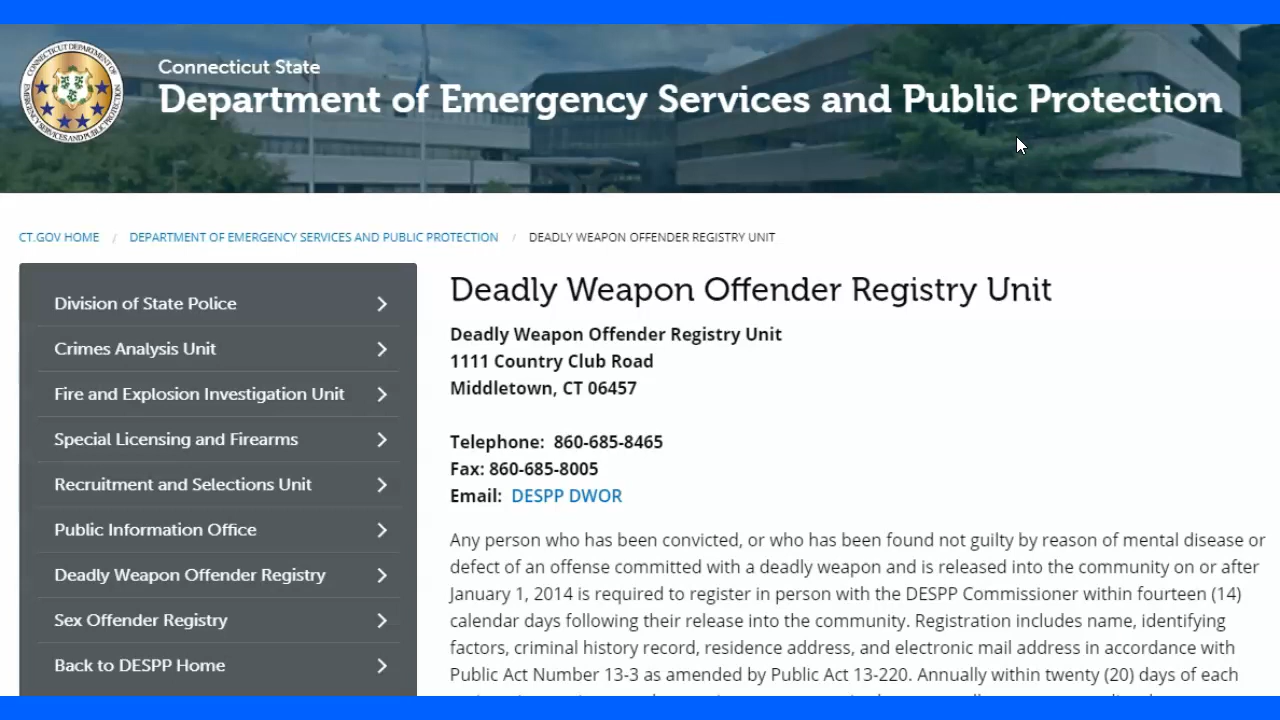 Connecticut State
Department of Emergency Services and Public Protection
CT.GOV HOME / DEPARTMENT OF EMERGENCY SERVICES AND PUBLIC PROTECTION / DEADLY WEAPON OFFENDER REGISTRY UNIT
Division of State Police
Crimes Analysis Unit
Fire and Explosion Investigation Unit
Special Licensing and Firearms
Recruitment and Selections Unit
Public Information Office
Deadly Weapon Offender Registry
Sex Offender Registry
Back to DESPP Home
Deadly Weapon Offender Registry Unit
Deadly Weapon Offender Registry Unit
1111 Country Club Road
Middletown, CT 06457
Telephone: 860-685-8465
Fax: 860-685-8005
Email: DESPP DWOR
Any person who has been convicted, or who has been found not guilty by reason of mental disease or
defect of an offense committed with a deadly weapon and is released into the community on or after
January 1, 2014 is required to register in person with the DESPP Commissioner within fourteen (14)
calendar days following their release into the community. Registration includes name, identifying
factors, criminal history record, residence address, and electronic mail address in accordance with
Public Act Number 13-3 as amended by Public Act 13-220. Annually within twenty (20) days of each